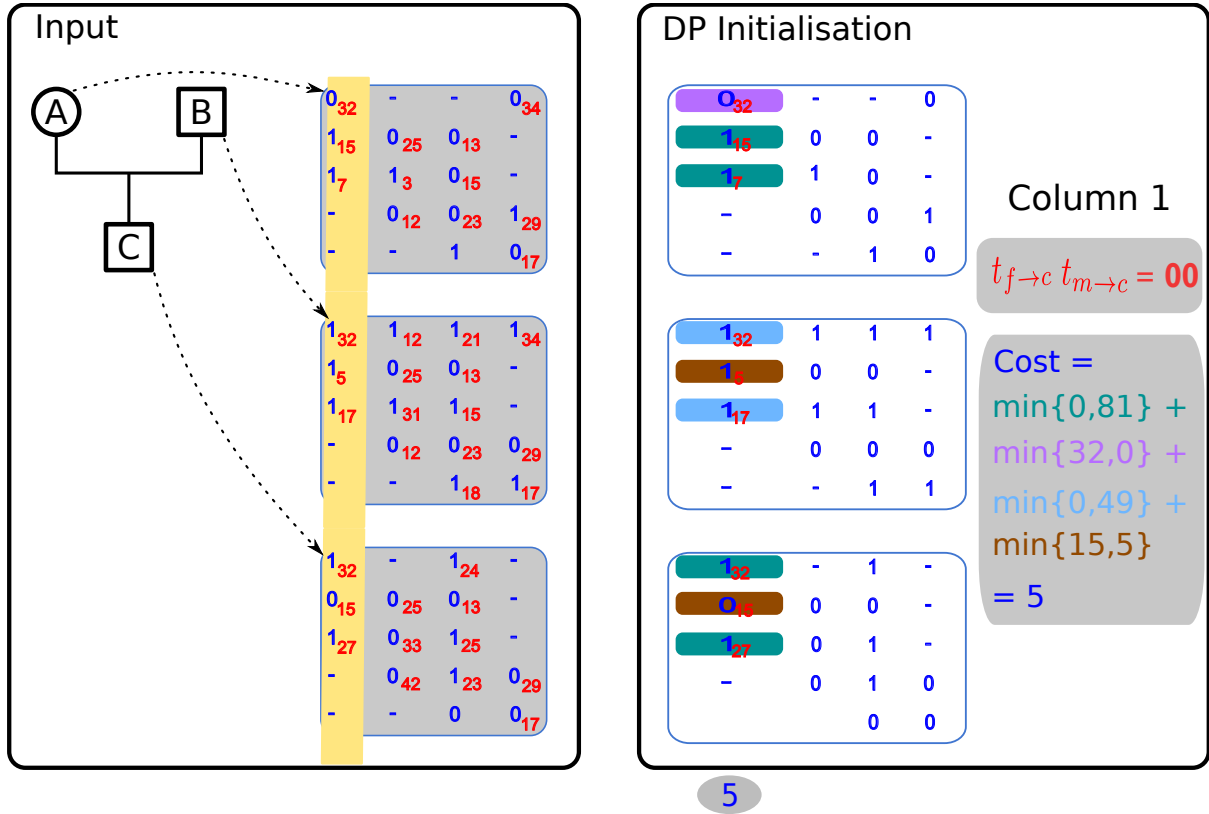 Input
A
B
C
0 32 - - 0 34
1 15 0 25 0 13 -
1 7 1 3 0 15 -
- 0 12 0 23 1 29
- - 1 0 17
1 32 1 12 1 21 1 34
1 5 0 25 0 13 -
1 17 1 31 1 15 -
- 0 12 0 23 0 29
- - 1 18 1 17
1 32 - 1 24 -
0 15 0 25 0 13 -
1 27 0 33 1 25 -
- 0 42 1 23 0 29
- - 0 0 17
DP Initialisation
0 32 - - 0
1 15 0 0 -
1 7 1 0 -
- 0 0 1
- - 1 0
1 32 1 1 1
1 5 0 0 -
1 17 1 1 -
- 0 0 0
- - 1 1
1 32 - 1 -
0 15 0 0 -
1 27 0 1 -
- 0 1 0
0 0
Column 1
t f→c t m→c = 00
Cost =
min{0,81} +
min{32,0} +
min{0,49} +
min{15,5}
= 5
5